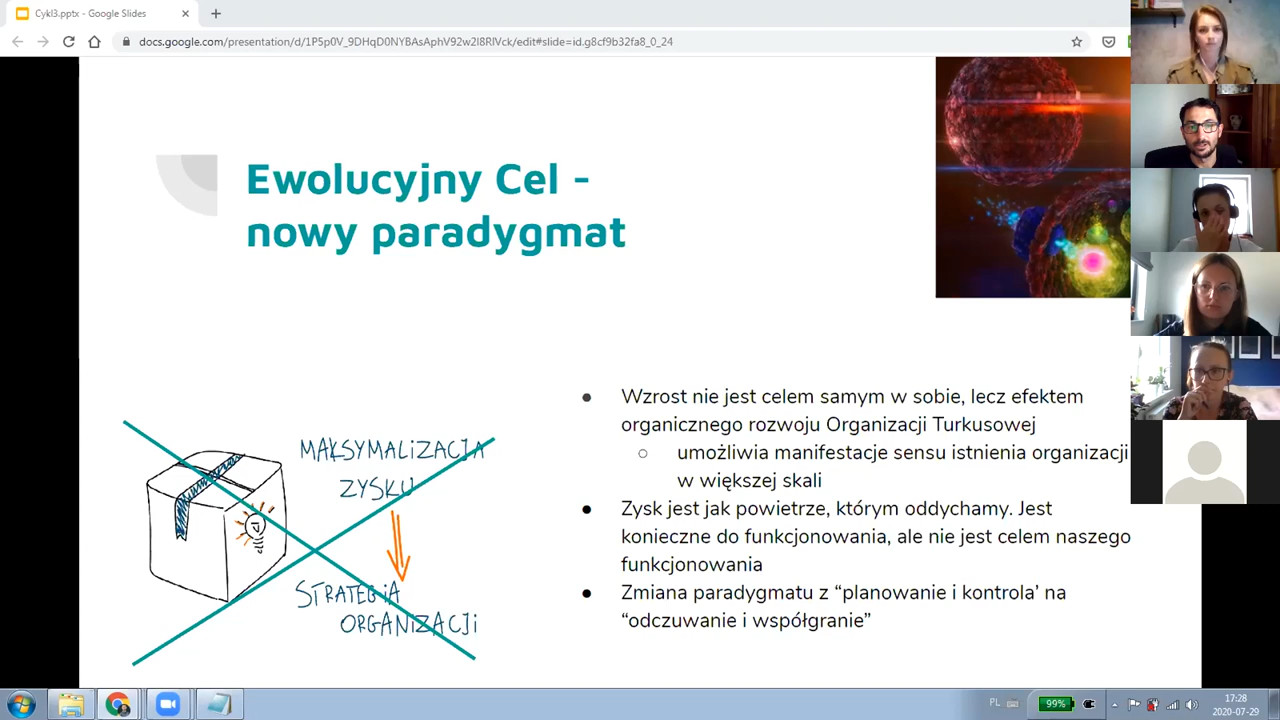 Cykl3.pptx - Google Slides
docs.google.com/presentation/d/1P5p0V_9DHqD0NYBAsAphV92w2I8RIVck/edit#slide=id.g8cf9b32fa8_0_24
Ewolucyjny Cel -
nowy paradygmat
MAKSYMALIZACJA
ZYSKU
STRATEGIA
ORGANIZACJI
Wzrost nie jest celem samym w sobie, lecz efektem
organicznego rozwoju Organizacji Turkusowej
umożliwia manifestacje sensu istnienia organizacji
w większej skali
Zysk jest jak powietrze, którym oddychamy. Jest
konieczne do funkcjonowania, ale nie jest celem naszego
funkcjonowania
Zmiana paradygmatu z “planowanie i kontrola’ na
“odczuwanie i współgranie”
PL
99%
17:28
2020-07-29